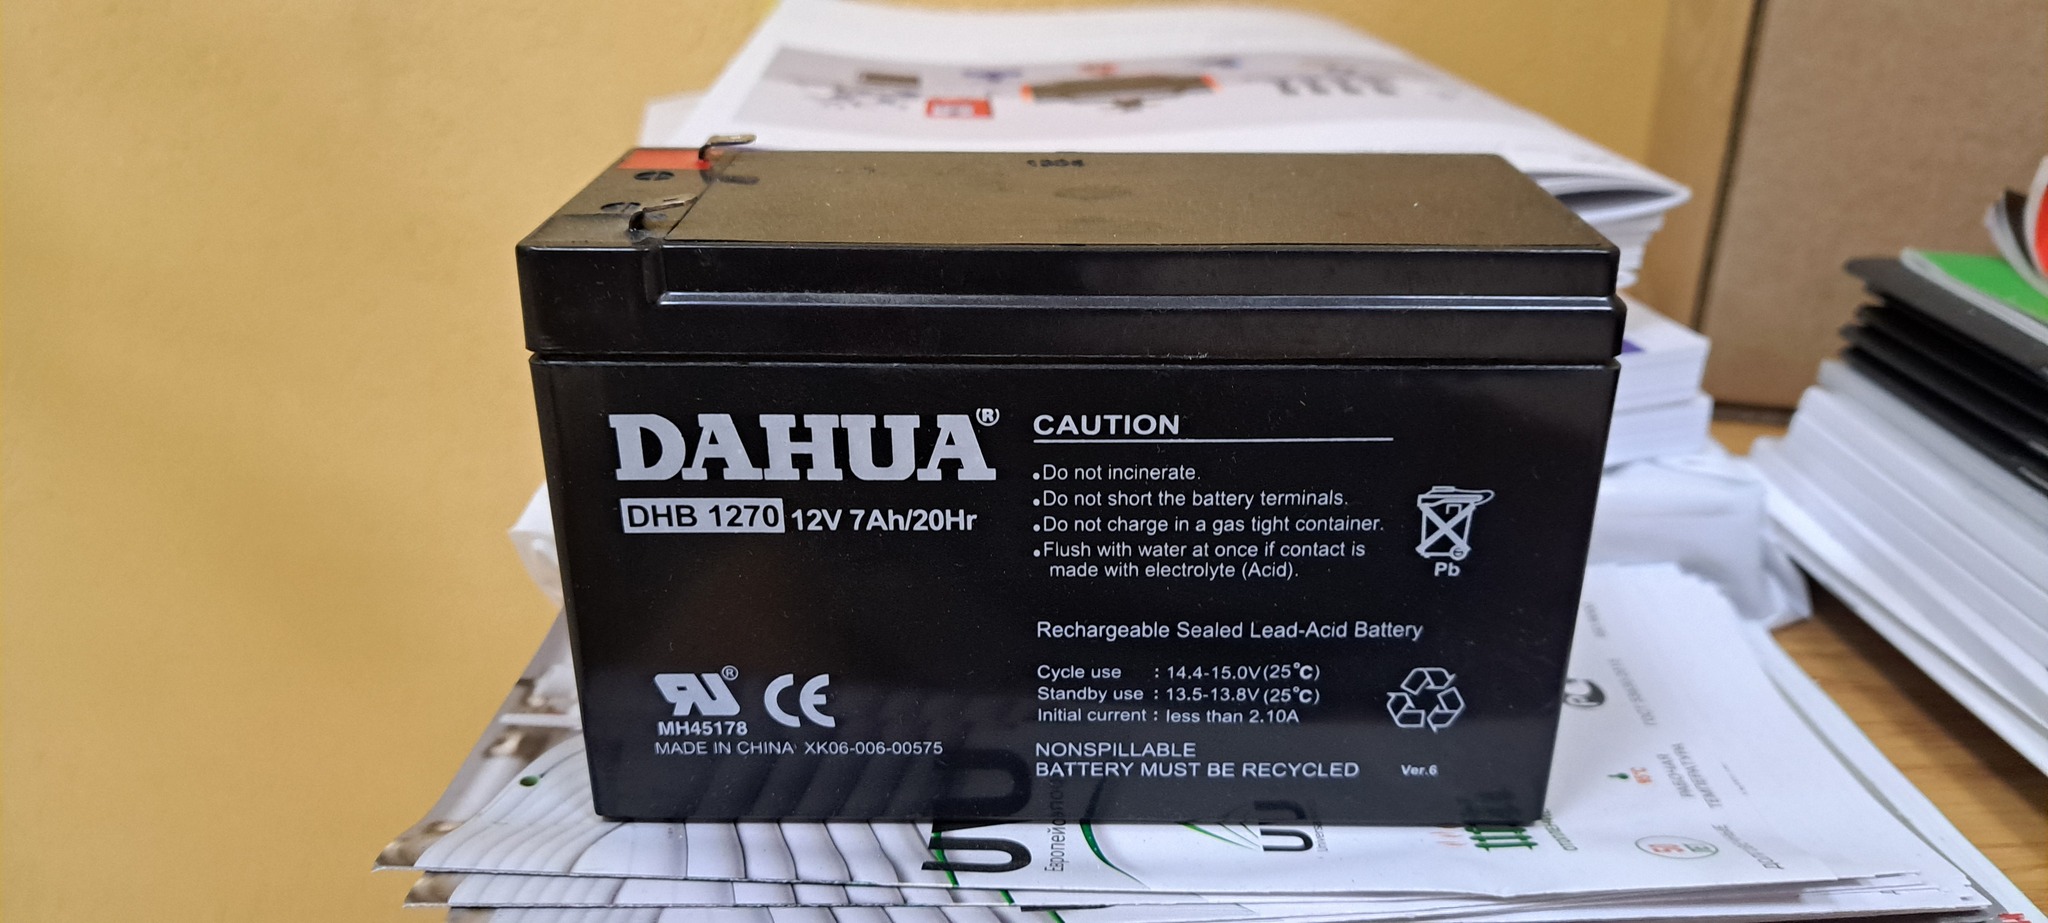 DAHUA®
DHB 1270 12V 7Ah/20Hr
CAUTION
•Do not incinerate.
•Do not short the battery terminals.
•Do not charge in a gas tight container.
•Flush with water at once if contact is
made with electrolyte (Acid).
Pb
Rechargeable Sealed Lead-Acid Battery
Cycle use : 14.4-15.0V(25°C)
Standby use : 13.5-13.8V(25°C)
Initial current : less than 2.10A
NONSPILLABLE
BATTERY MUST BE RECYCLED
Ver.6
MH45178
MADE IN CHINA XK06-006-00575
CE